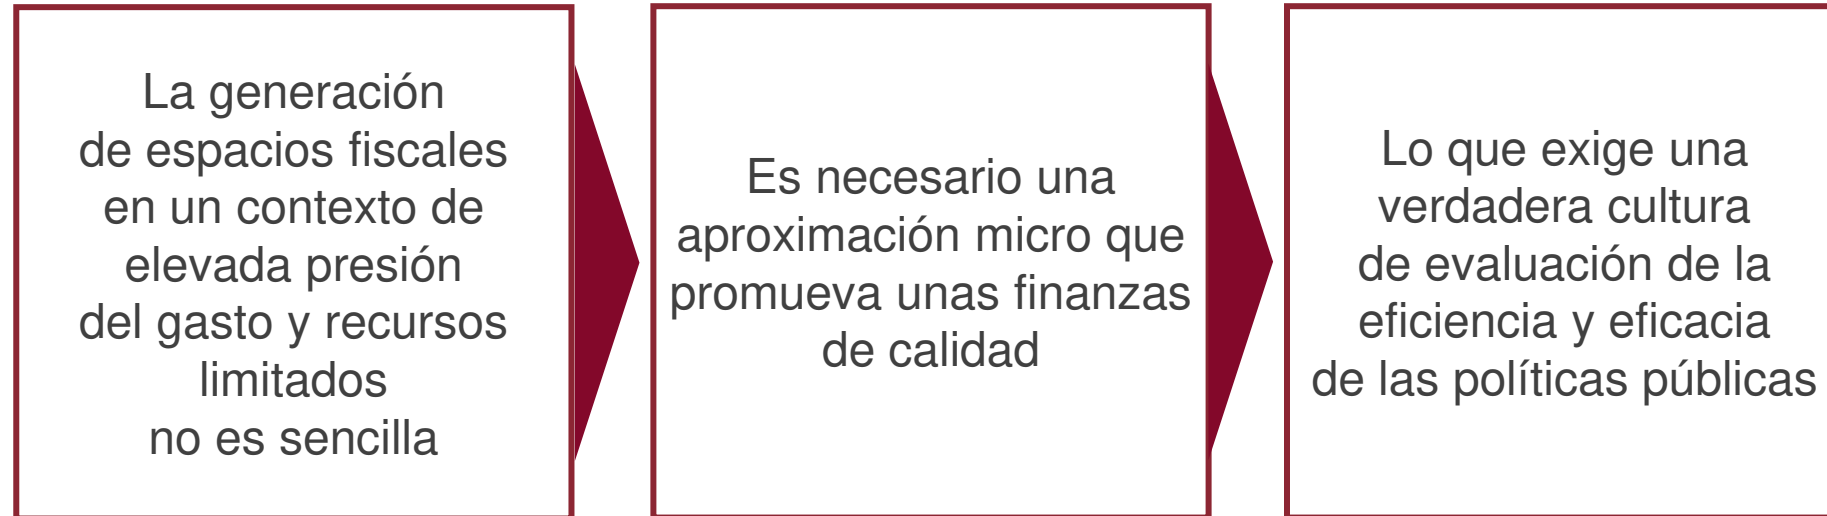 La generación
de espacios fiscales
en un contexto de
elevada presión
del gasto y recursos
limitados
no es sencilla
Es necesario una
aproximación micro que
promueva unas finanzas
de calidad
Lo que exige una
verdadera cultura
de evaluación de la
eficiencia y eficacia
de las políticas públicas